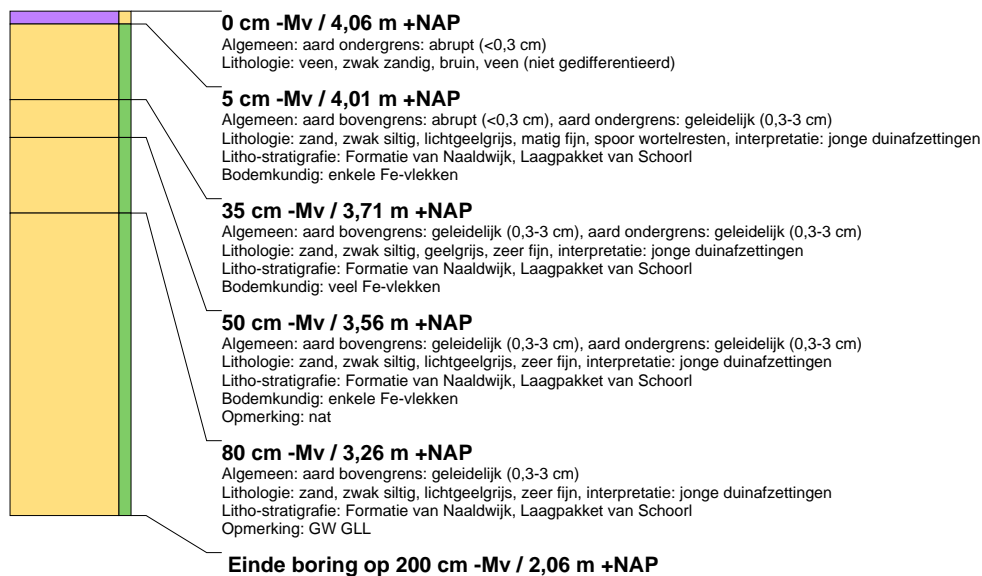 0 cm -Mv / 4,06 m +NAP
Algemeen: aard ondergrens: abrupt (<0,3 cm)
Lithologie: veen, zwak zandig, bruin, veen (niet gedifferentieerd)
5 cm -Mv / 4,01 m +NAP
Algemeen: aard bovengrens: abrupt (<0,3 cm), aard ondergrens: geleidelijk (0,3-3 cm)
Lithologie: zand, zwak siltig, lichtgeelgrijs, matig fijn, spoor wortelresten, interpretatie: jonge duinafzettingen
Litho-stratigrafie: Formatie van Naaldwijk, Laagpakket van Schoorl
Bodemkundig: enkele Fe-vlekken
35 cm -Mv / 3,71 m +NAP
Algemeen: aard bovengrens: geleidelijk (0,3-3 cm), aard ondergrens: geleidelijk (0,3-3 cm)
Lithologie: zand, zwak siltig, geelgrijs, zeer fijn, interpretatie: jonge duinafzettingen
Litho-stratigrafie: Formatie van Naaldwijk, Laagpakket van Schoorl
Bodemkundig: veel Fe-vlekken
50 cm -Mv / 3,56 m +NAP
Algemeen: aard bovengrens: geleidelijk (0,3-3 cm), aard ondergrens: geleidelijk (0,3-3 cm)
Lithologie: zand, zwak siltig, lichtgeelgrijs, zeer fijn, interpretatie: jonge duinafzettingen
Litho-stratigrafie: Formatie van Naaldwijk, Laagpakket van Schoorl
Bodemkundig: enkele Fe-vlekken
Opmerking: nat
80 cm -Mv / 3,26 m +NAP
Algemeen: aard bovengrens: geleidelijk (0,3-3 cm)
Lithologie: zand, zwak siltig, lichtgeelgrijs, zeer fijn, interpretatie: jonge duinafzettingen
Litho-stratigrafie: Formatie van Naaldwijk, Laagpakket van Schoorl
Opmerking: GW GLL
Einde boring op 200 cm -Mv / 2,06 m +NAP